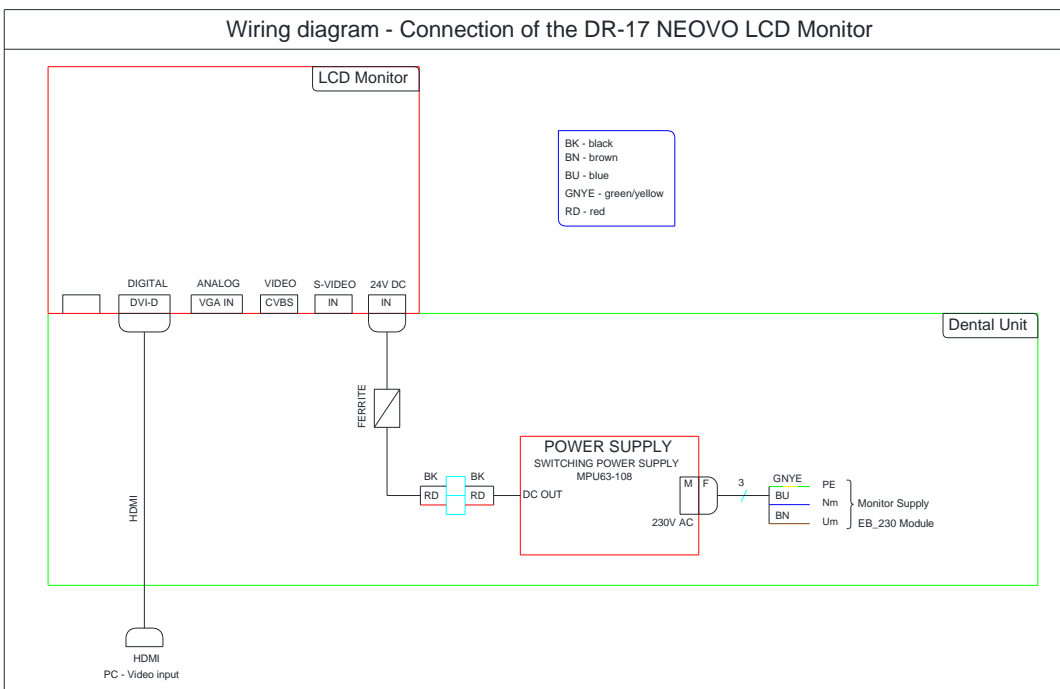 Wiring diagram - Connection of the DR-17 NEOVO LCD Monitor
LCD Monitor
BK - black
BN - brown
BU - blue
GNYE - green/yellow
RD - red
DIGITAL ANALOG VIDEO S-VIDEO 24V DC
DVI-D VGA IN CVBS IN IN
Dental Unit
FERRITE
POWER SUPPLY
SWITCHING POWER SUPPLY
MPU63-108
BK BK
RD RD DC OUT
M F
230V AC
3
GNYE PE
BU Nm
BN Um
Monitor Supply
EB_230 Module
HDMI
HDMI
PC - Video input